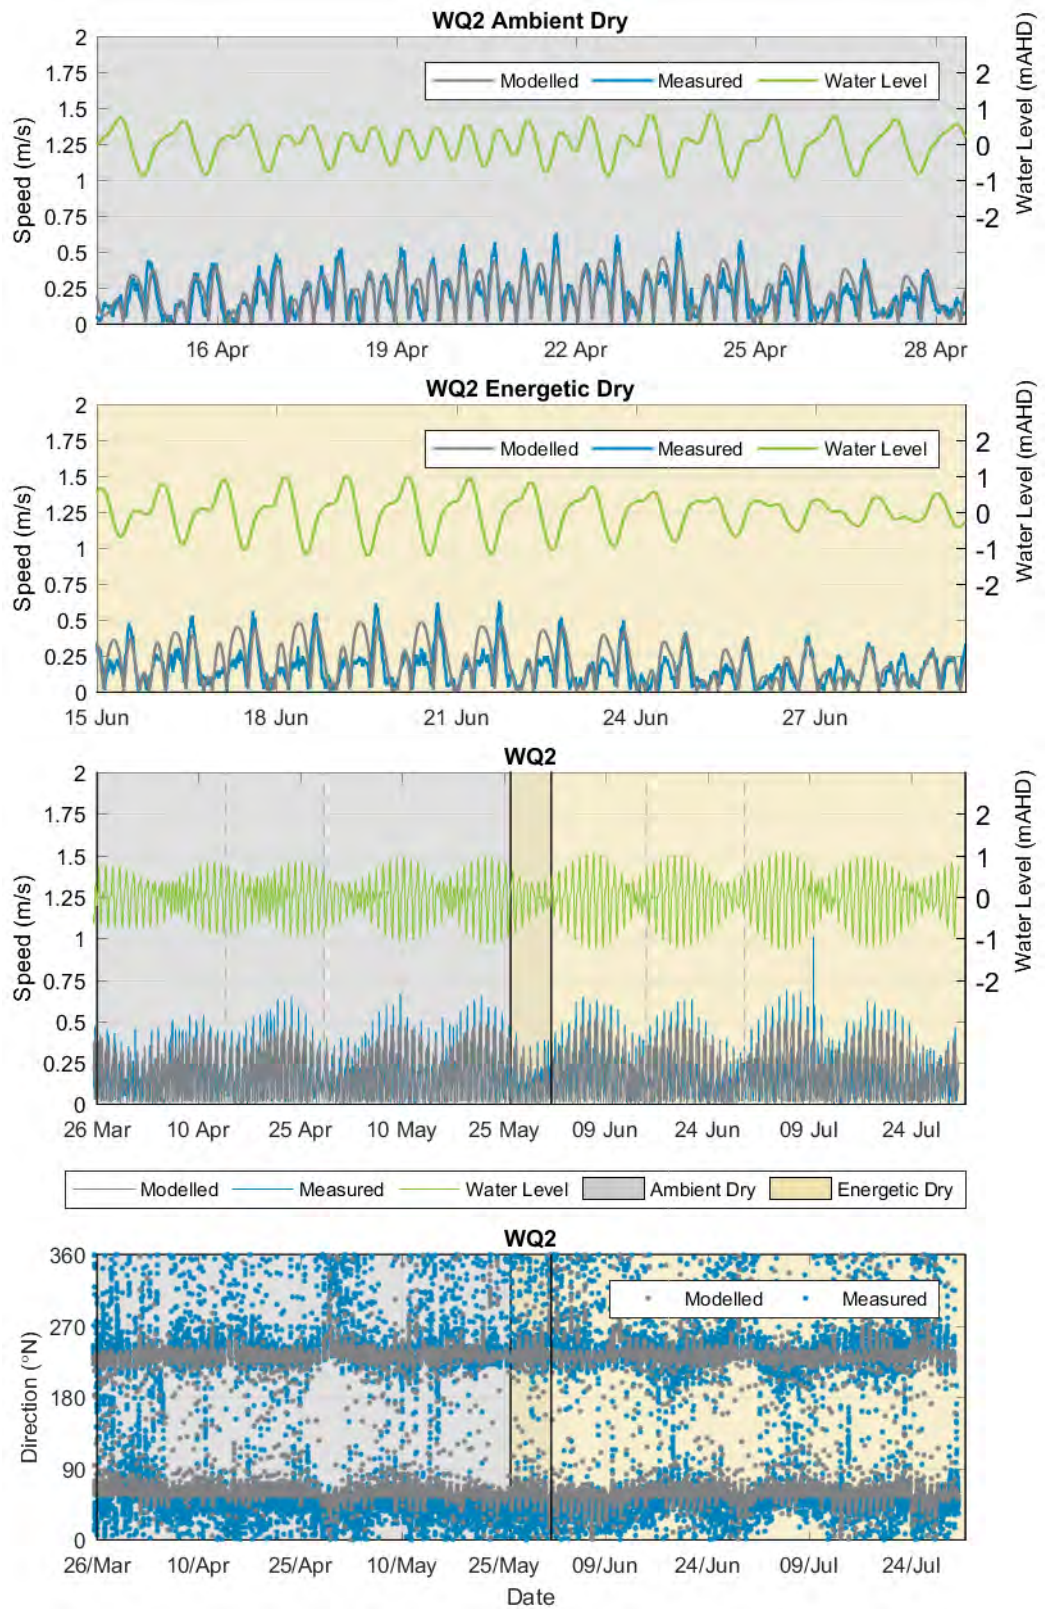 WQ2 Ambient Dry
2
1.75
1.5
1.25
1
0.75
0.5
0.25
0
Speed (m/s)
Modelled Measured Water Level
2
1
0
-1
-2
Water Level (mAHD)
16 Apr 19 Apr 22 Apr 25 Apr 28 Apr
WQ2 Energetic Dry
2
1.75
1.5
1.25
1
0.75
0.5
0.25
0
Speed (m/s)
Modelled Measured Water Level
2
1
0
-1
-2
Water Level (mAHD)
15 Jun 18 Jun 21 Jun 24 Jun 27 Jun
WQ2
2
1.75
1.5
1.25
1
0.75
0.5
0.25
0
Speed (m/s)
2
1
0
-1
-2
Water Level (mAHD)
26 Mar 10 Apr 25 Apr 10 May 25 May 09 Jun 24 Jun 09 Jul 24 Jul
Modelled Measured Water Level Ambient Dry Energetic Dry
WQ2
360
270
180
90
0
Direction (°N)
Modelled Measured
26/Mar 10/Apr 25/Apr 10/May 25/May 09/Jun 24/Jun 09/Jul 24/Jul
Date